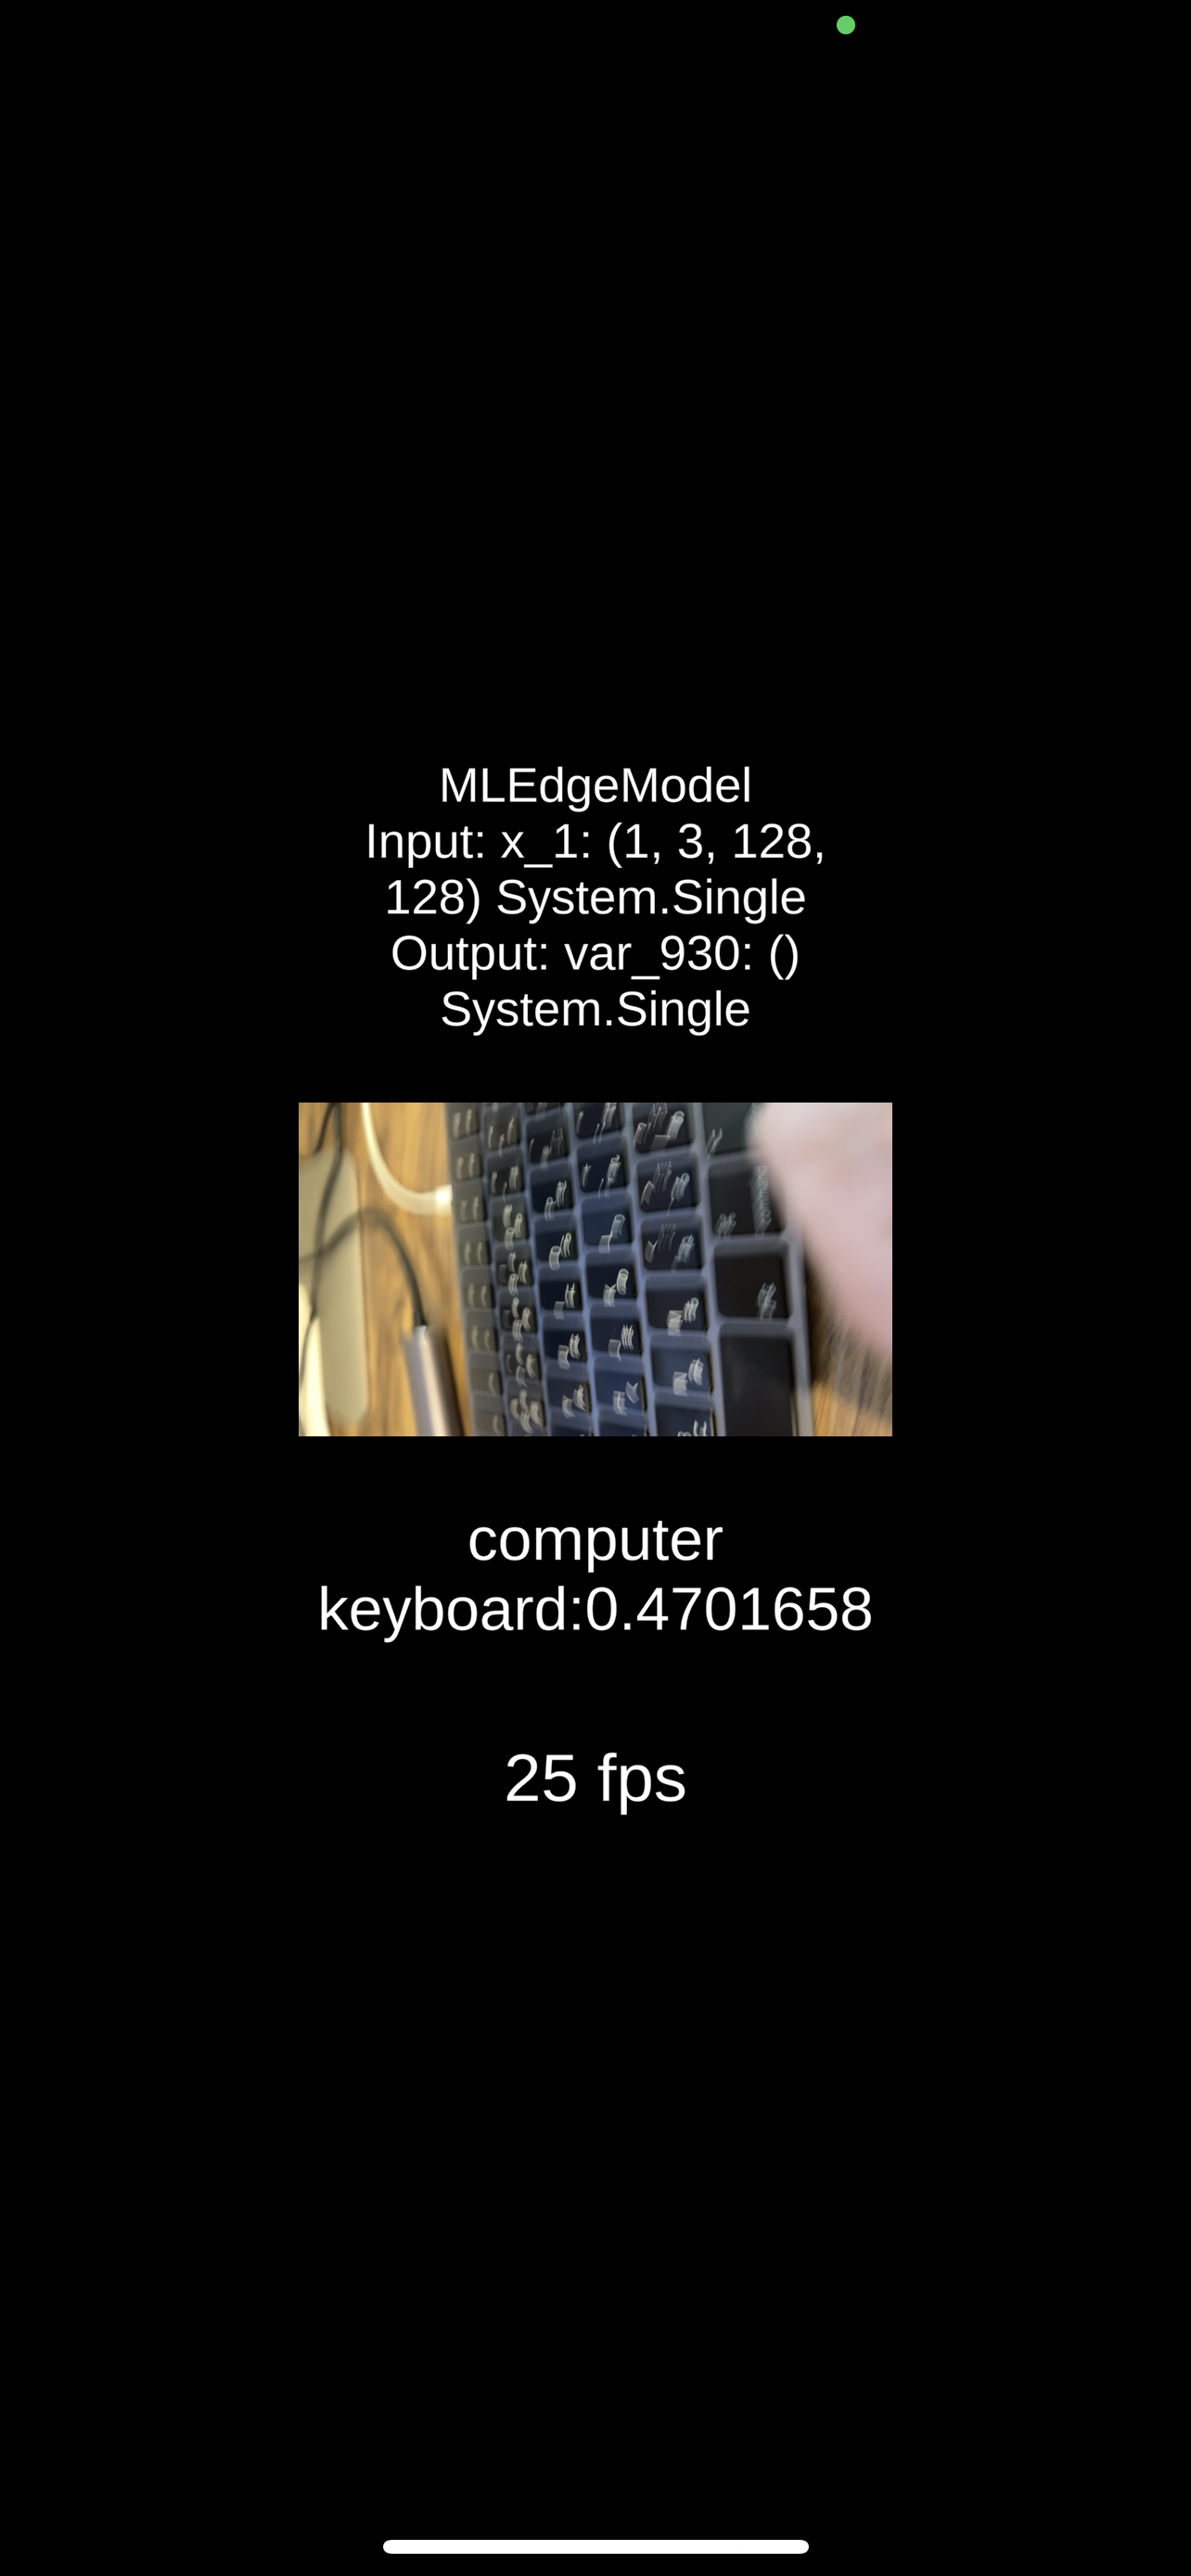 MLEdgeModel
Input: x_1: (1, 3, 128,
128) System.Single
Output: var_930: ()
System.Single
command
computer
keyboard:0.4701658
25 fps